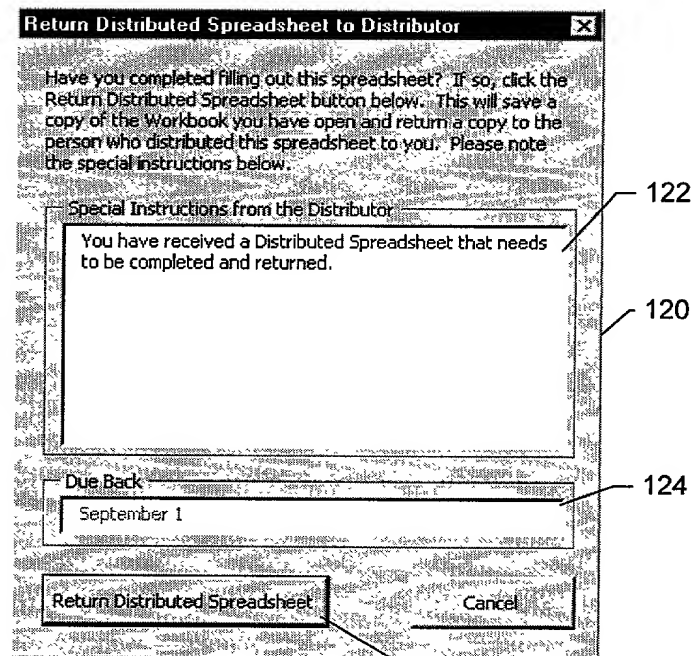 Return Distributed Spreadsheet to Distributor
Have you completed filling out this spreadsheet? If so, click the
Return Distributed Spreadsheet button below. This will save a
copy of the Workbook you have open and return a copy to the
person who distributed this spreadsheet to you. Please note
the special instructions below.
Special Instructions from the Distributor
122
You have received a Distributed Spreadsheet that needs
to be completed and returned.
120
Due Back
124
September 1
Return Distributed Spreadsheet
Cancel